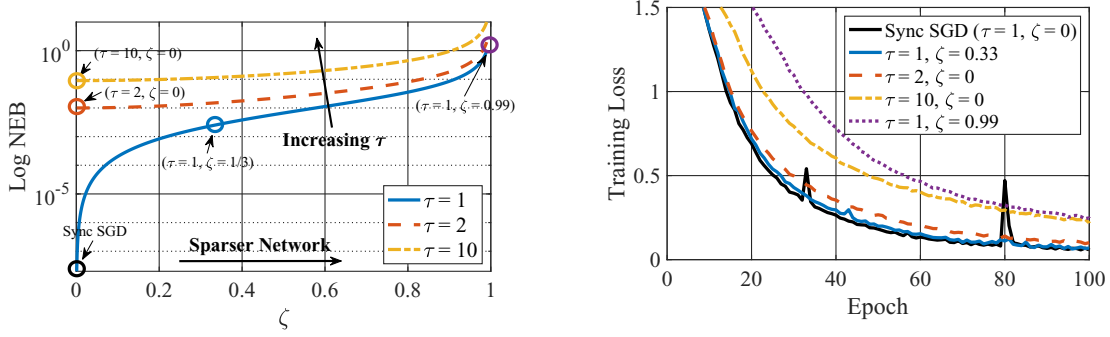 10^0
10^{-5}
Log NEB
(τ = 10, ζ = 0)
(τ = 2, ζ = 0)
(τ = 1, ζ = 0.99)
Increasing τ
(τ = 1, ζ = 1/3)
Sync SGD
Sparser Network
τ = 1
τ = 2
τ = 10
0 0.2 0.4 0.6 0.8 1
ζ
1.5
1
0.5
0
Training Loss
Sync SGD (τ = 1, ζ = 0)
τ = 1, ζ = 0.33
τ = 2, ζ = 0
τ = 10, ζ = 0
τ = 1, ζ = 0.99
0 20 40 60 80 100
Epoch